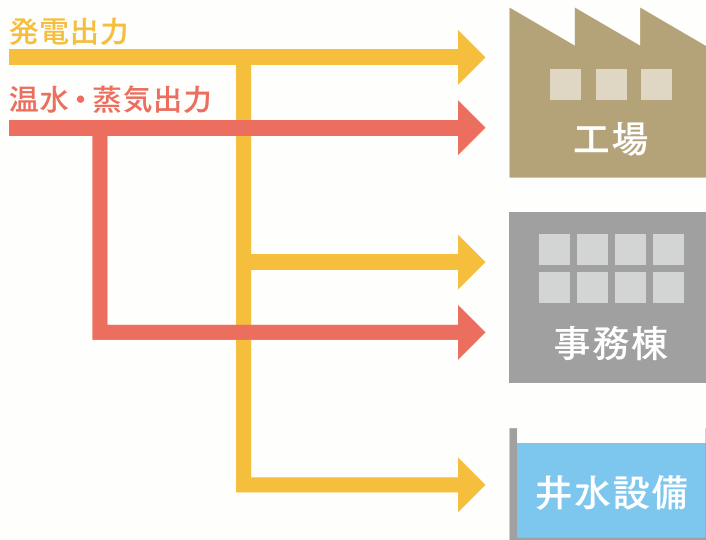 発電出力
温水・蒸気出力
工場
事務棟
井水設備